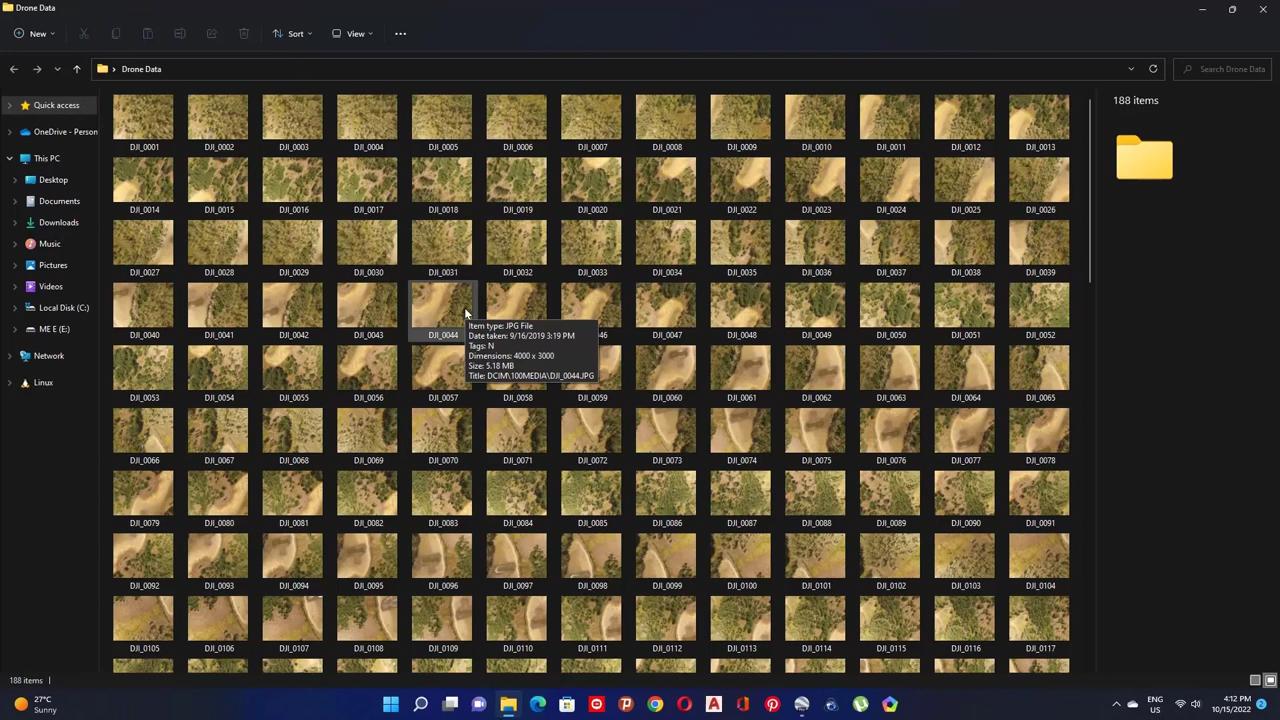 Drone Data
New
Sort
View
Drone Data
Search Drone Data
Quick access
OneDrive - Person
This PC
Desktop
Documents
Downloads
Music
Pictures
Videos
Local Disk (C:)
ME E (E:)
Network
Linux
188 items
DJI_0001 DJI_0002 DJI_0003 DJI_0004 DJI_0005 DJI_0006 DJI_0007 DJI_0008 DJI_0009 DJI_0010 DJI_0011 DJI_0012 DJI_0013
DJI_0014 DJI_0015 DJI_0016 DJI_0017 DJI_0018 DJI_0019 DJI_0020 DJI_0021 DJI_0022 DJI_0023 DJI_0024 DJI_0025 DJI_0026
DJI_0027 DJI_0028 DJI_0029 DJI_0030 DJI_0031 DJI_0032 DJI_0033 DJI_0034 DJI_0035 DJI_0036 DJI_0037 DJI_0038 DJI_0039
DJI_0040 DJI_0041 DJI_0042 DJI_0043 DJI_0044 46 DJI_0047 DJI_0048 DJI_0049 DJI_0050 DJI_0051 DJI_0052
Item type: JPG File
Date taken: 9/16/2019 3:19 PM
Tags: N
Dimensions: 4000 x 3000
Size: 5.18 MB
Title: DCIM\100MEDIA\DJI_0044.JPG
DJI_0053 DJI_0054 DJI_0055 DJI_0056 DJI_0057 DJI_0058 DJI_0059 DJI_0060 DJI_0061 DJI_0062 DJI_0063 DJI_0064 DJI_0065
DJI_0066 DJI_0067 DJI_0068 DJI_0069 DJI_0070 DJI_0071 DJI_0072 DJI_0073 DJI_0074 DJI_0075 DJI_0076 DJI_0077 DJI_0078
DJI_0079 DJI_0080 DJI_0081 DJI_0082 DJI_0083 DJI_0084 DJI_0085 DJI_0086 DJI_0087 DJI_0088 DJI_0089 DJI_0090 DJI_0091
DJI_0092 DJI_0093 DJI_0094 DJI_0095 DJI_0096 DJI_0097 DJI_0098 DJI_0099 DJI_0100 DJI_0101 DJI_0102 DJI_0103 DJI_0104
DJI_0105 DJI_0106 DJI_0107 DJI_0108 DJI_0109 DJI_0110 DJI_0111 DJI_0112 DJI_0113 DJI_0114 DJI_0115 DJI_0116 DJI_0117
188 items
27°C
Sunny
ENG
US
4:12 PM
10/15/2022